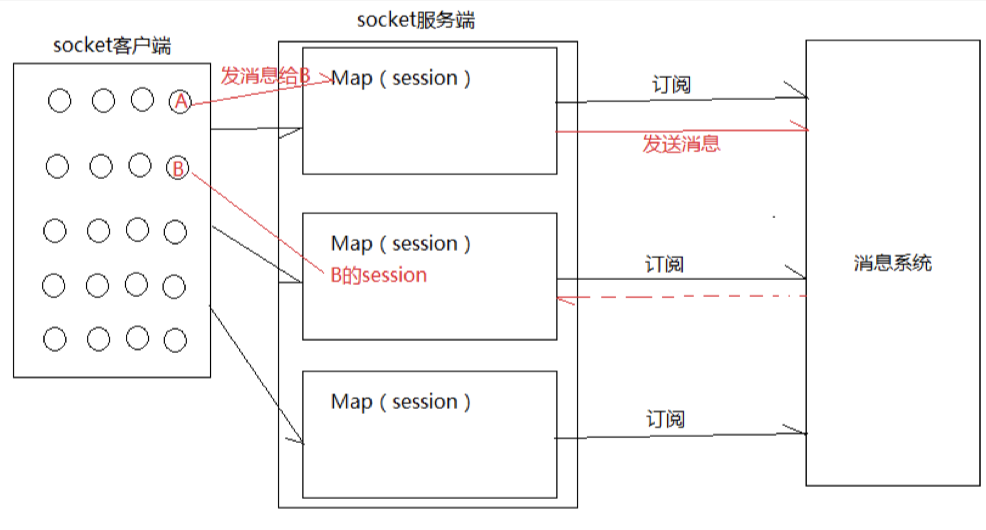 socket服务端
socket客户端
发消息给B
Map（session）
订阅
A
发送消息
B
Map（session）
B的session
订阅
消息系统
Map（session）
订阅